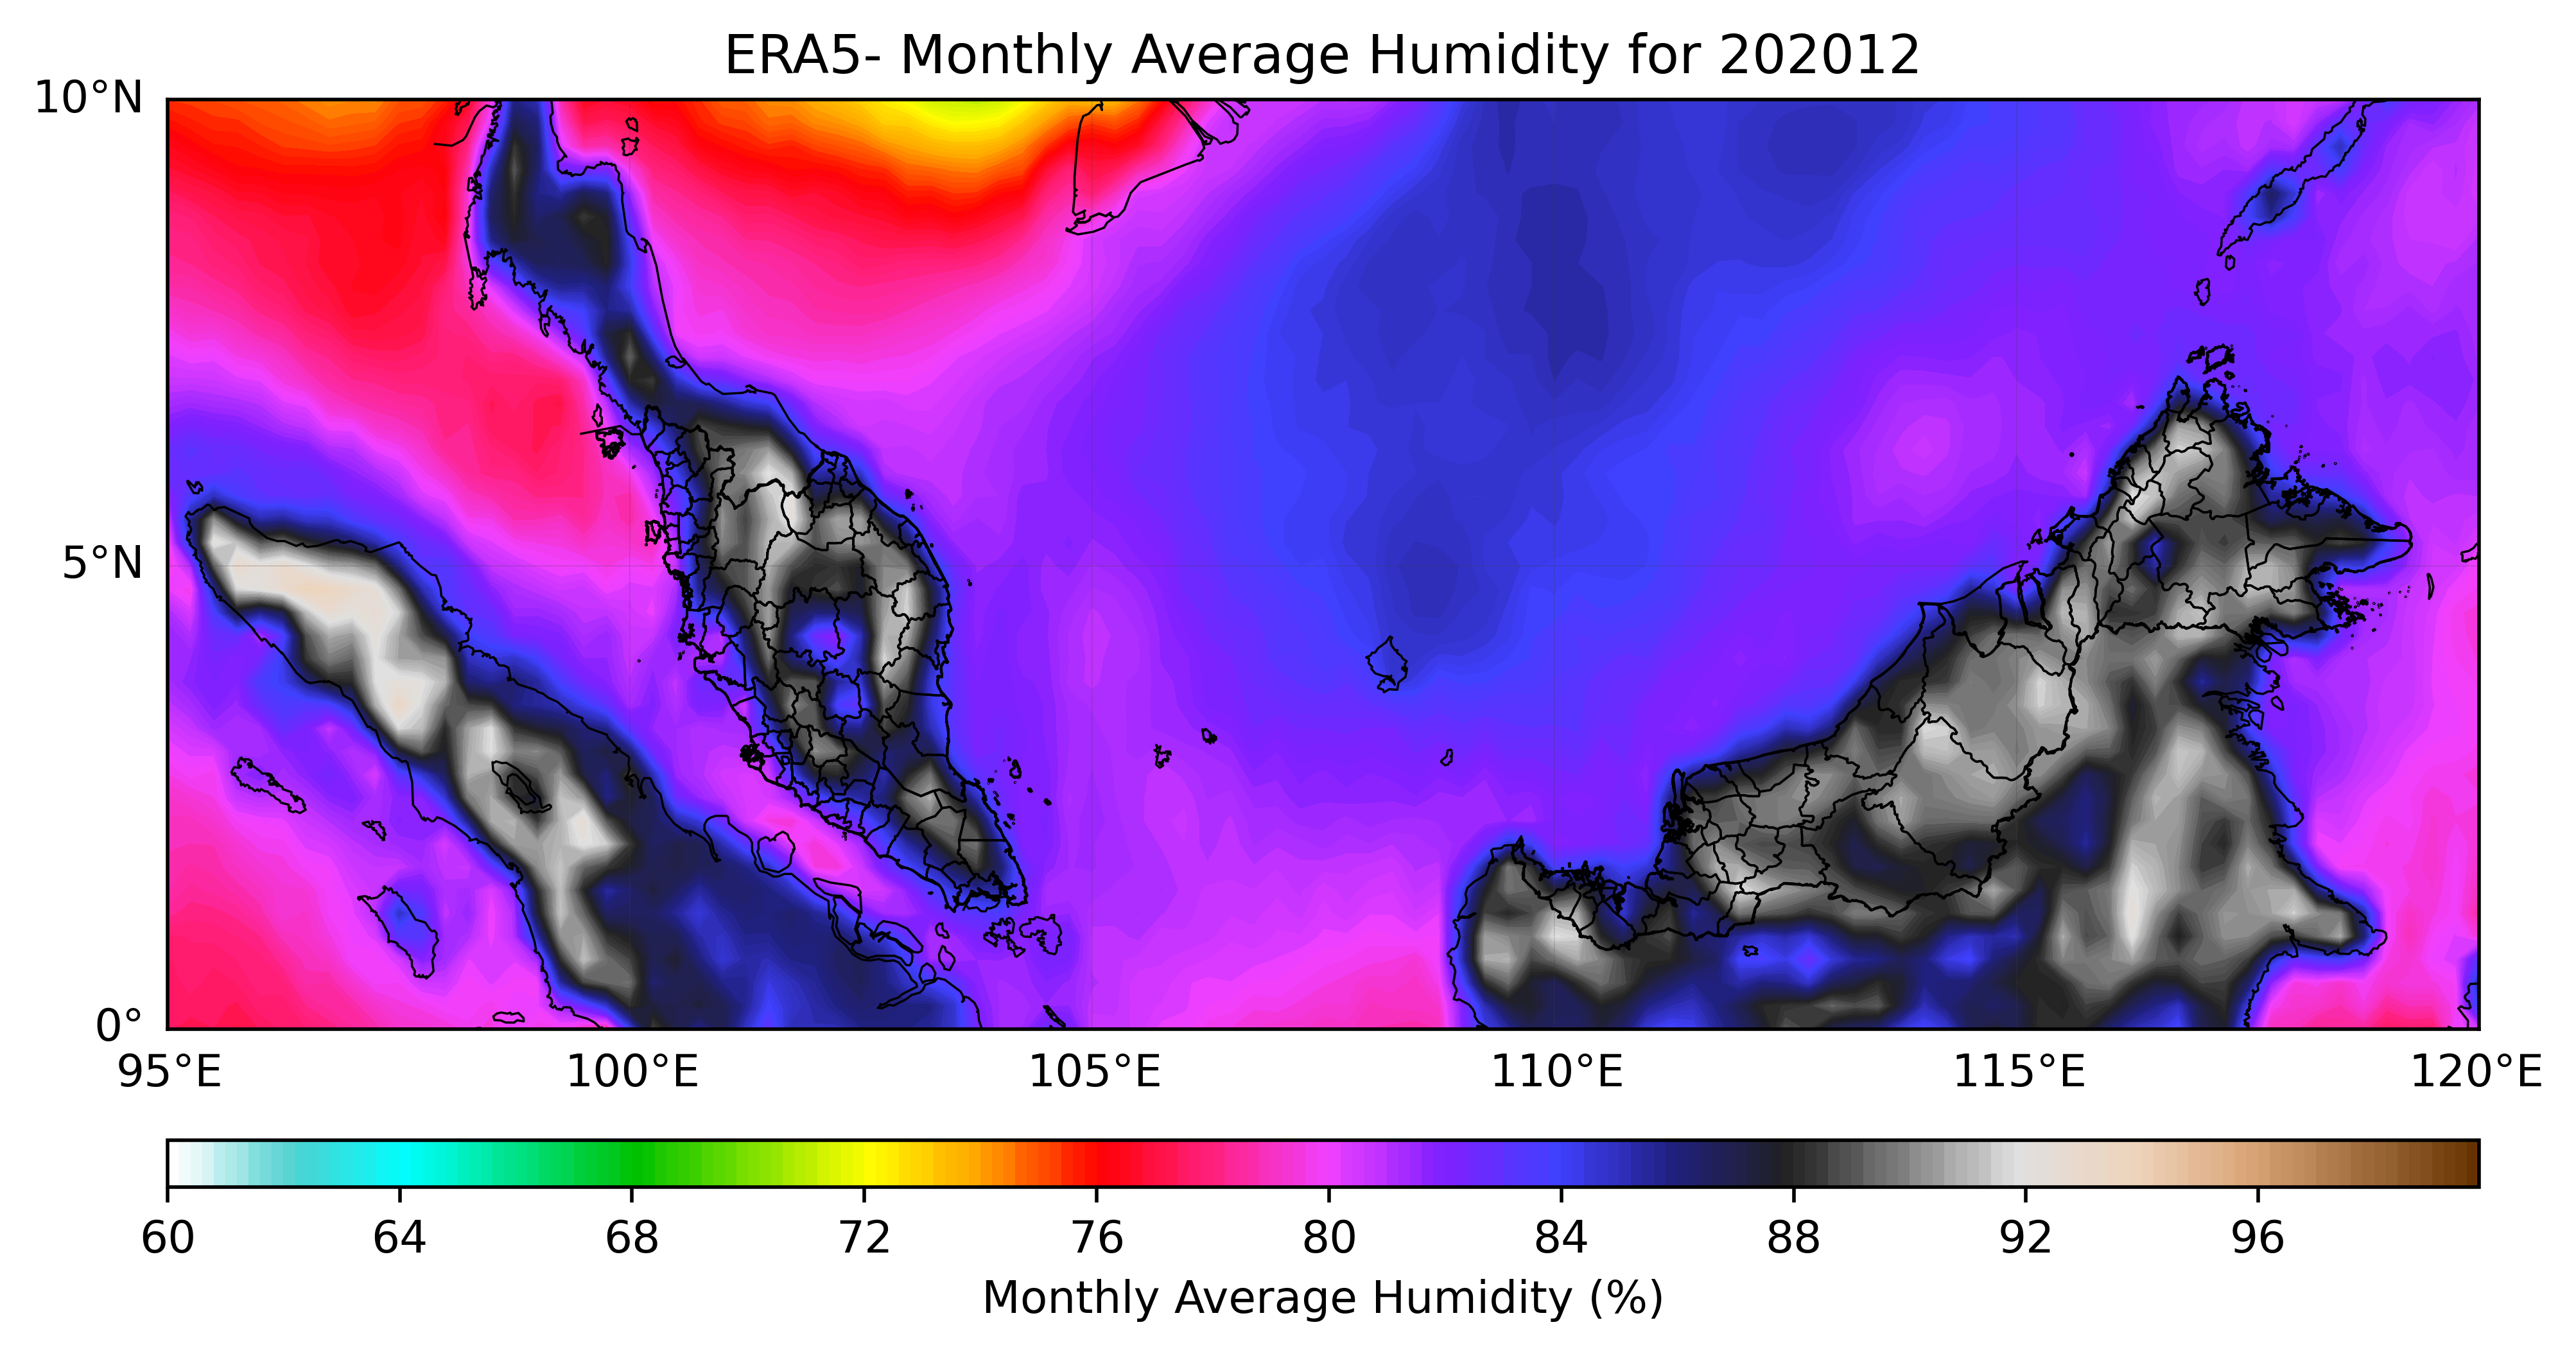 ERA5- Monthly Average Humidity for 202012
10°N
5°N
0°
95°E 100°E 105°E 110°E 115°E 120°E
60 64 68 72 76 80 84 88 92 96
Monthly Average Humidity (%)